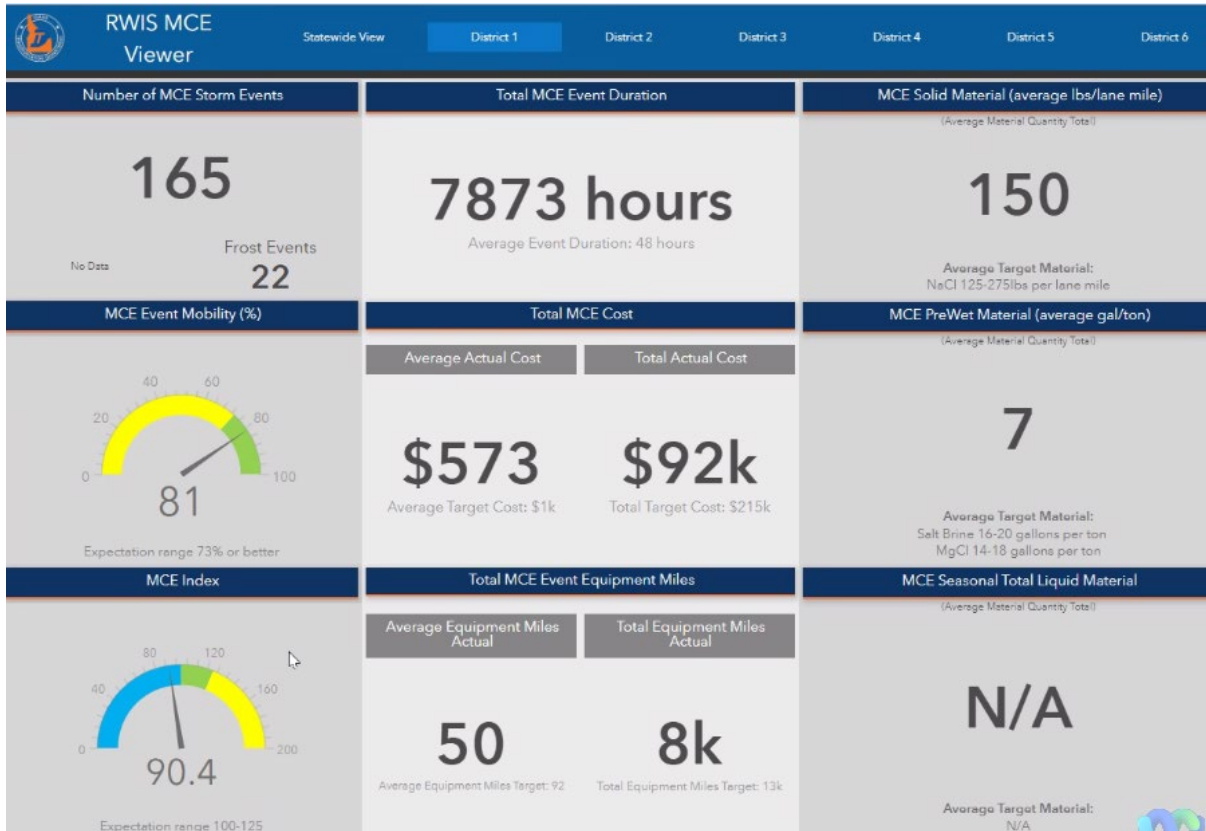 RWIS MCE
Viewer
Statewide View
District 1
District 2
District 3
District 4
District 5
District 6
Number of MCE Storm Events
165
No Data
Frost Events
22
Total MCE Event Duration
7873 hours
Average Event Duration: 48 hours
MCE Solid Material (average lbs/lane mile)
(Average Material Quantity Total)
150
Average Target Material:
NaCl 125-275lbs per lane mile
MCE Event Mobility (%)
0
20
40
60
80
100
81
Expectation range 73% or better
Total MCE Cost
Average Actual Cost
$573
Average Target Cost: $1k
Total Actual Cost
$92k
Total Target Cost: $215k
MCE PreWet Material (average gal/ton)
(Average Material Quantity Total)
7
Average Target Material:
Salt Brine 16-20 gallons per ton
MgCl 14-18 gallons per ton
MCE Index
0
40
80
120
160
200
90.4
Expectation range 100-125
Total MCE Event Equipment Miles
Average Equipment Miles
Actual
50
Average Equipment Miles Target: 92
Total Equipment Miles
Actual
8k
Total Equipment Miles Target: 13k
MCE Seasonal Total Liquid Material
(Average Material Quantity Total)
N/A
Average Target Material:
N/A